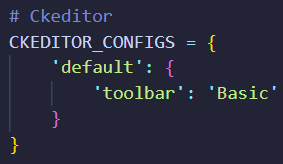 # Ckeditor
CKEDITOR_CONFIGS = {
    'default': {
        'toolbar': 'Basic'
    }
}